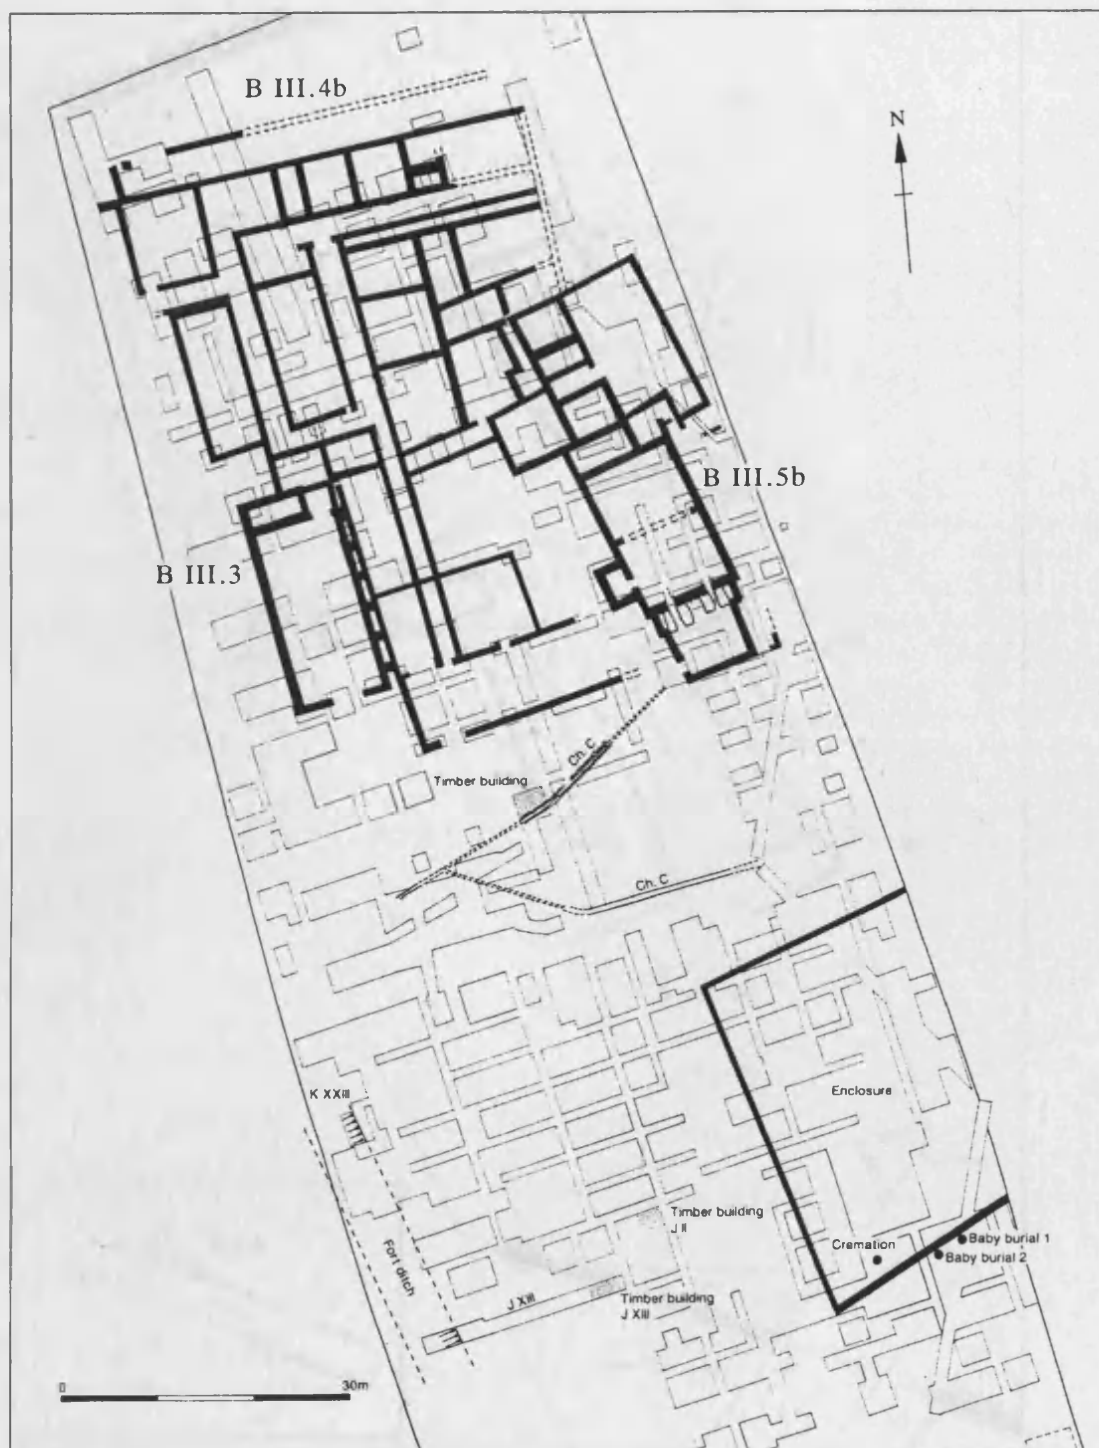 B III.4b
N
B III.5b
B III.3
Ch. C
Timber building
Ch. C
K XXIII
Enclosure
Timber building
J II
Cremation
Baby burial 1
Baby burial 2
Fort ditch
J XIII
Timber building
J XIII
0
30m